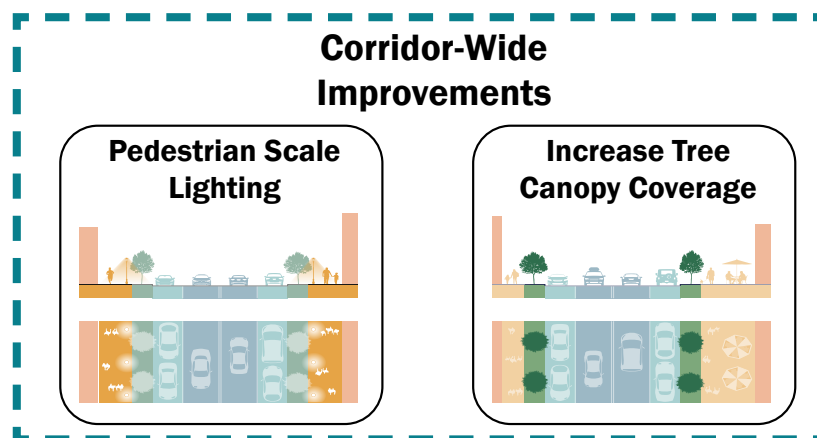 Corridor-Wide
Improvements
Pedestrian Scale
Lighting
Increase Tree
Canopy Coverage